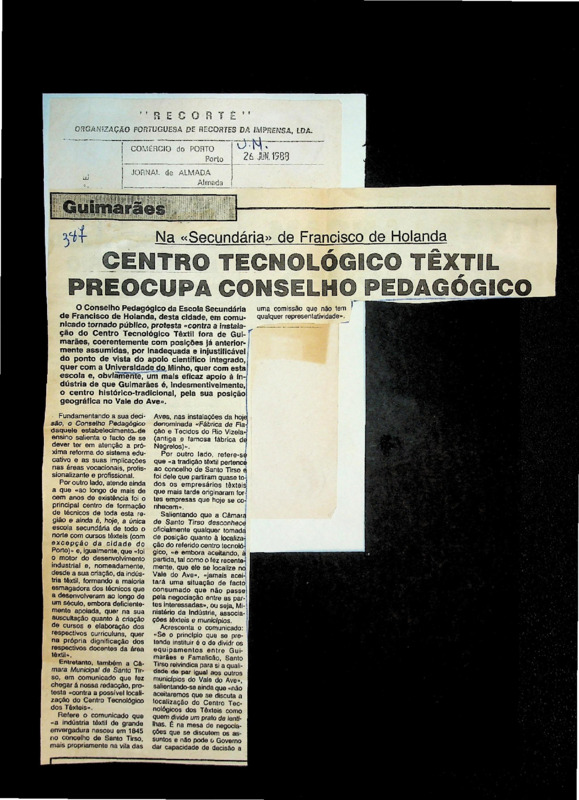 "RECORTE"
ORGANIZAÇÃO PORTUGUESA DE RECORTES DA IMPRENSA, LDA.
U.M.
COMÉRCIO do PORTO
Porto
26 JUN. 1988
JORNAL de ALMADA
Almada
Guimarães
387
Na «Secundária» de Francisco de Holanda
CENTRO TECNOLÓGICO TÊXTIL
PREOCUPA CONSELHO PEDAGÓGICO
O Conselho Pedagógico da Escola Secundária
de Francisco de Holanda, desta cidade, em comu-
nicado tornado público, protesta «contra a instala-
ção do Centro Tecnológico Têxtil fora de Gui-
marães, coerentemente com posições já anterior-
mente assumidas, por inadequada e injustificável
do ponto de vista do apoio científico integrado,
quer com a Universidade do Minho, quer com esta
escola e, obviamente, um mais eficaz apoio à in-
dústria de que Guimarães é, indesmentivelmente,
o centro histórico-tradicional, pela sua posição
geográfica no Vale do Ave».
Fundamentando a sua deci-
são, o Conselho Pedagógico
daquele estabelecimento de
ensino salienta o facto de se
dever ter em atenção a pró-
xima reforma do sistema edu-
cativo e as suas implicações
nas áreas vocacionais, profis-
sionalizante e profissional.
Por outro lado, atende ainda
a que «ao longo de mais de
cem anos de existência foi o
principal centro de formação
de técnicos de toda esta re-
gião e ainda é, hoje, a única
escola secundária de todo o
norte com cursos têxteis (com
excepção da cidade do
Porto)» e, igualmente, que «foi
o motor do desenvolvimento
industrial e, nomeadamente,
desde a sua criação, da indús-
tria têxtil, formando a maioria
esmagadora dos técnicos que
a desenvolveram ao longo de
um século, embora deficiente-
mente apoiada, quer na sua
auscultação quanto à criação
de cursos e elaboração dos
respectivos curriculuns, quer
na própria dignificação dos
respectivos docentes da área
têxtil».
Entretanto, também a Câ-
mara Municipal de Santo Tir-
so, em comunicado que fez
chegar à nossa redacção, pro-
testa «contra a possível locali-
zação do Centro Tecnológico
dos Têxteis».
Refere o comunicado que
«a indústria têxtil de grande
envergadura nasceu em 1845
no concelho de Santo Tirso,
mais propriamente na vila das
Aves, nas instalações da hoje
denominada «Fábrica de Fia-
ção e Tecidos do Rio Vizela»
(antiga e famosa fábrica de
Negrelos)».
Por outro lado, refere-se
que «a tradição têxtil pertence
ao concelho de Santo Tirso e
foi dele que partiram quase to-
dos os empresários têxteis
que mais tarde originaram for-
tes empresas que hoje se co-
nhecem».
Salientando que a Câmara
de Santo Tirso desconhece
oficialmente qualquer tomada
de posição quanto à localiza-
ção do referido centro tecnoló-
gico, «e embora aceitando, à
partida, tal como o fez recente-
mente, que ele se localize no
Vale do Ave», «jamais acei-
tará uma situação de facto
consumado que não passe
pela negociação entre as par-
tes interessadas», ou seja, Mi-
nistério da Indústria, associa-
ções têxteis e municípios.
Acrescenta o comunicado:
«Se o princípio que se pre-
tende instituir é o de dividir os
equipamentos entre Gui-
marães e Famalicão, Santo
Tirso reivindica para si a quali-
dade de par igual aos outros
municípios do Vale do Ave»,
salientando-se ainda que «não
aceitaremos que se discuta a
localização do Centro Tec-
nológicos dos Têxteis como
quem divide um prato de lenti-
lhas. É na mesa de negocia-
ções que se discutem os as-
suntos e não pode o Governo
dar capacidade de decisão a
uma comissão que não tem
qualquer representatividade».